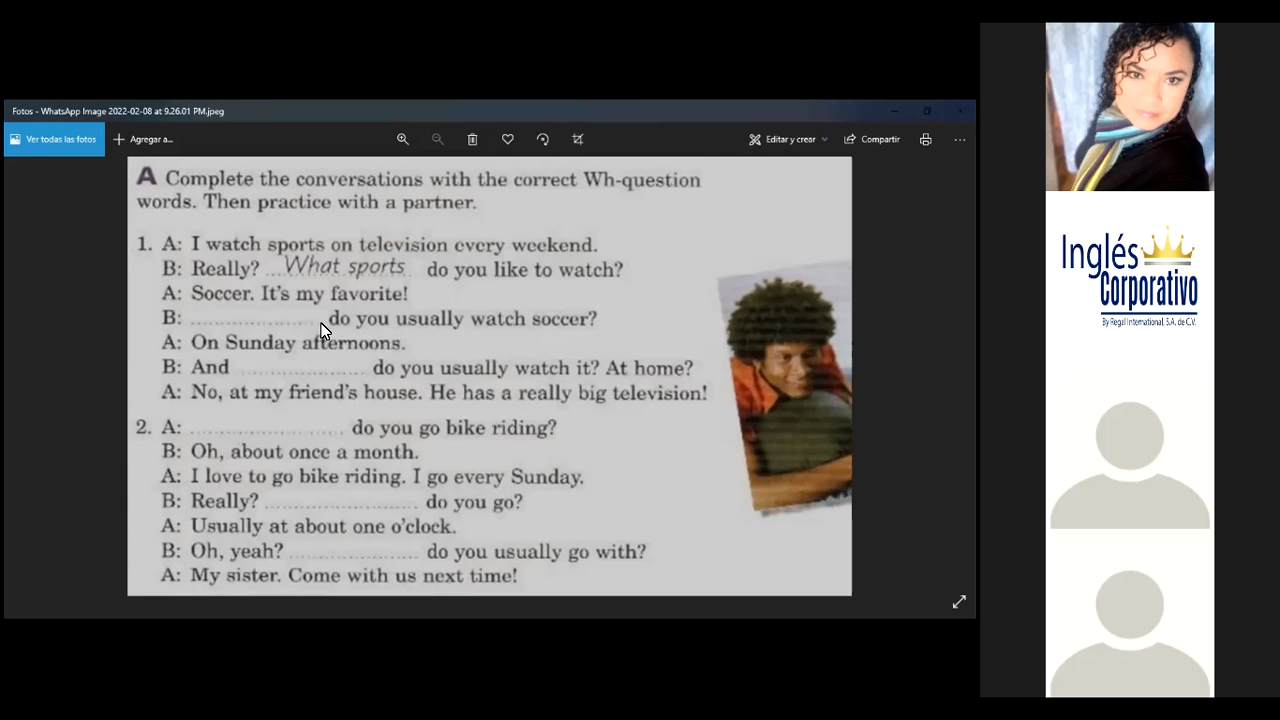 Fotos - WhatsApp Image 2022-02-08 at 9.26.01 PM.jpeg
Ver todas las fotos
Agregar a...
Editar y crear
Compartir
A Complete the conversations with the correct Wh-question
words. Then practice with a partner.
1. A: I watch sports on television every weekend.
B: Really? What sports do you like to watch?
A: Soccer. It's my favorite!
B: .................... do you usually watch soccer?
A: On Sunday afternoons.
B: And .................... do you usually watch it? At home?
A: No, at my friend's house. He has a really big television!
2. A: .................... do you go bike riding?
B: Oh, about once a month.
A: I love to go bike riding. I go every Sunday.
B: Really? .................... do you go?
A: Usually at about one o'clock.
B: Oh, yeah? .................... do you usually go with?
A: My sister. Come with us next time!
Inglés
Corporativo
By Regal International, S.A. de C.V.